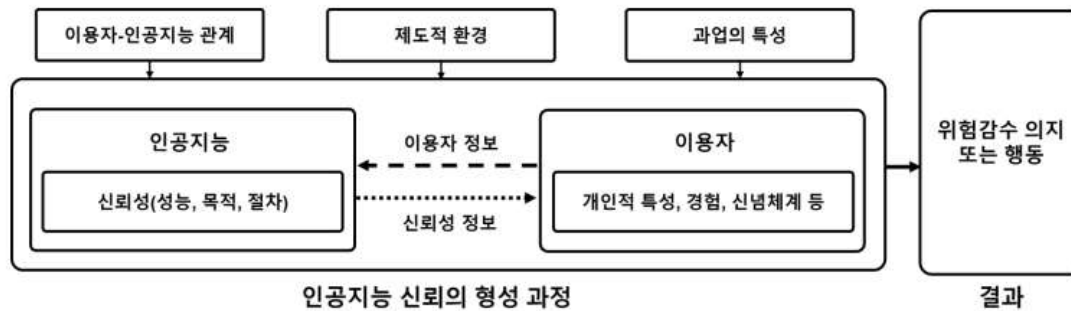 이용자-인공지능 관계
제도적 환경
과업의 특성
인공지능
신뢰성(성능, 목적, 절차)
이용자 정보
신뢰성 정보
이용자
개인적 특성, 경험, 신념체계 등
위험감수 의지
또는 행동
인공지능 신뢰의 형성 과정
결과